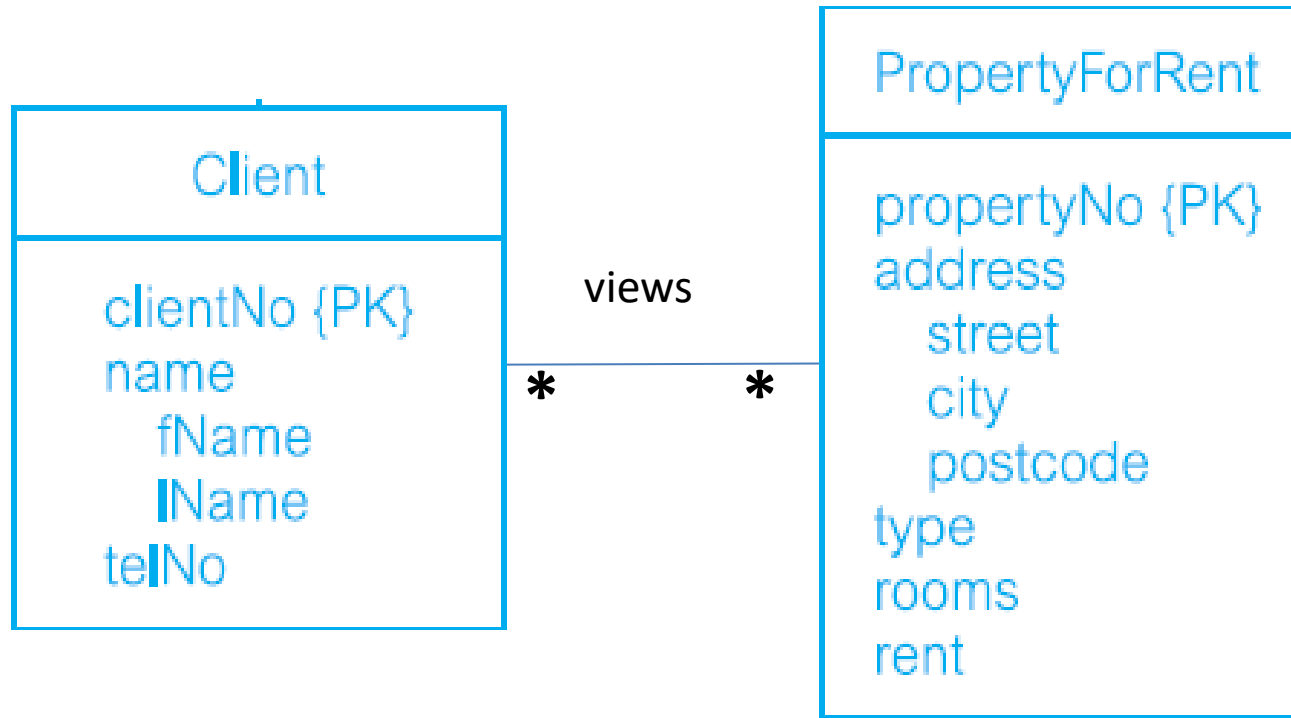 Client
clientNo {PK}
name
fName
lName
telNo
views
*
*
PropertyForRent
propertyNo {PK}
address
street
city
postcode
type
rooms
rent